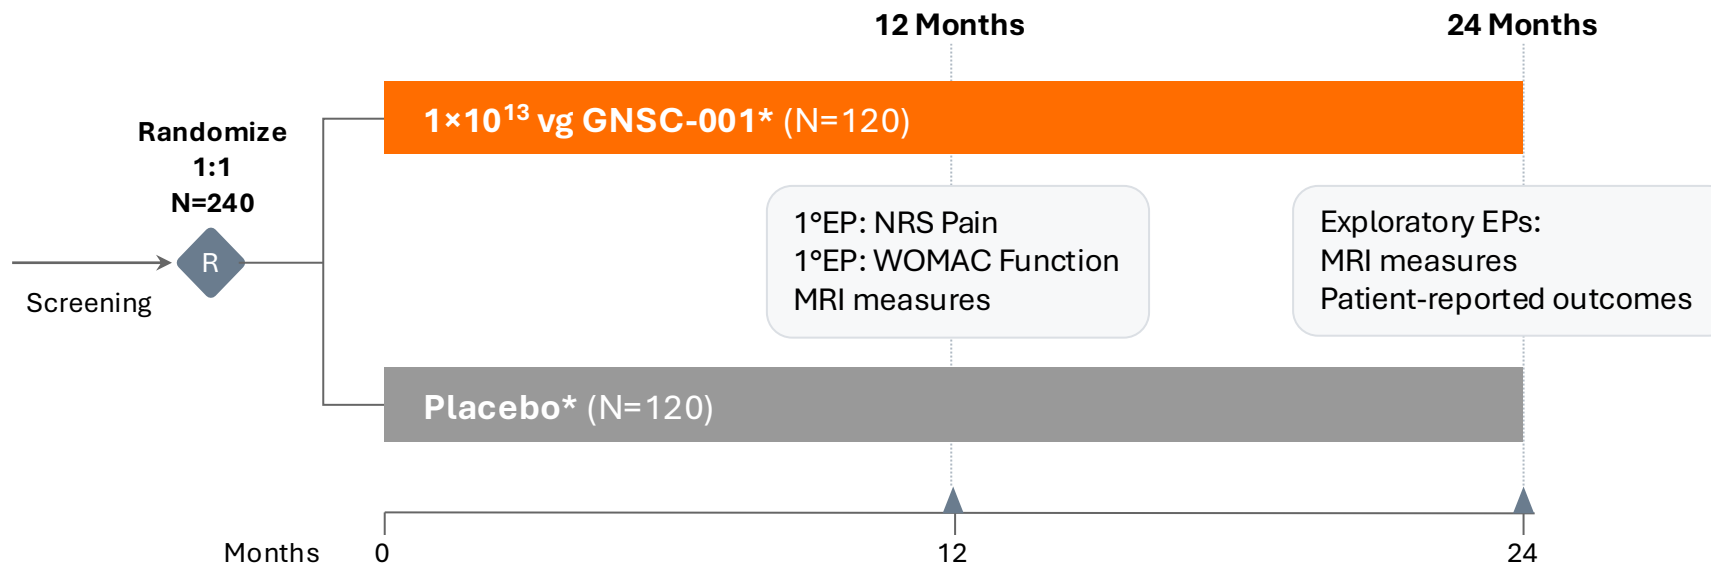 12 Months
24 Months
1×10¹³ vg GNSC-001* (N=120)
Randomize
1:1
N=240
R
Screening
1°EP: NRS Pain
1°EP: WOMAC Function
MRI measures
Exploratory EPs:
MRI measures
Patient-reported outcomes
Placebo* (N=120)
Months
0
12
24